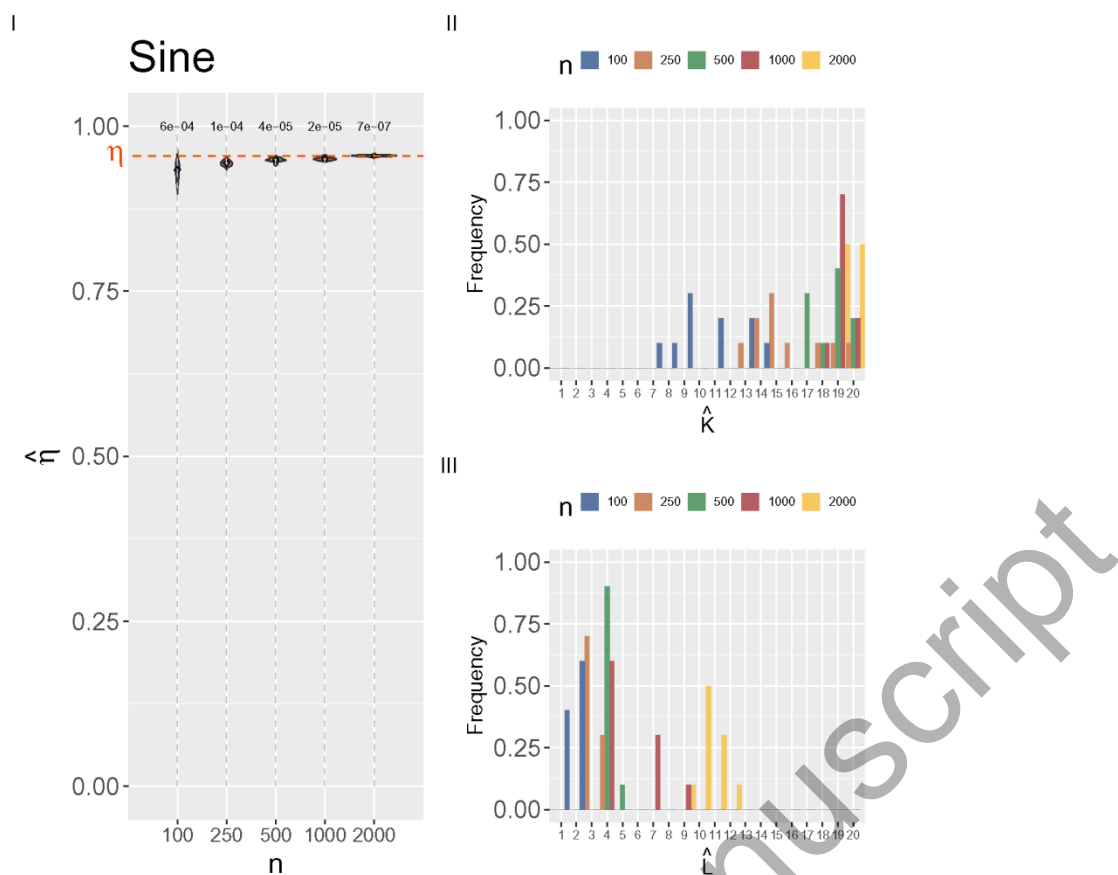 I
Sine
6e−04 1e−04 4e−05 2e−05 7e−07
1.00
η
0.75
0.50
0.25
0.00
η̂
100 250 500 1000 2000
n
II
n 100 250 500 1000 2000
1.00
0.75
0.50
0.25
0.00
Frequency
1 2 3 4 5 6 7 8 9 10 11 12 13 14 15 16 17 18 19 20
K̂
III
n 100 250 500 1000 2000
1.00
0.75
0.50
0.25
0.00
Frequency
1 2 3 4 5 6 7 8 9 10 11 12 13 14 15 16 17 18 19 20
L̂
nuscript